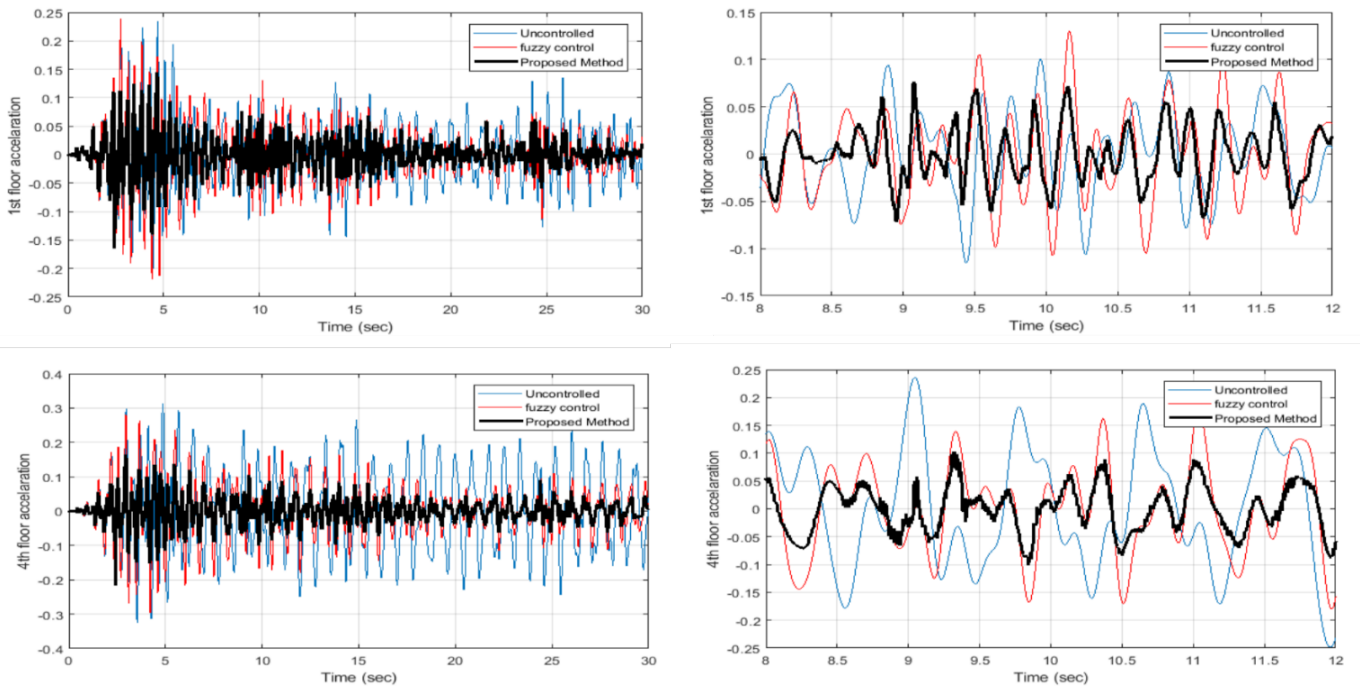 0.25
0.2
0.15
0.1
0.05
0
-0.05
-0.1
-0.15
-0.2
0.25
1st floor accelaration
Uncontrolled
fuzzy control
Proposed Method
0 5 10 15 20 25 30
Time (sec)
0.15
0.1
0.05
0
-0.05
-0.1
-0.15
1st floor accelaration
Uncontrolled
fuzzy control
Proposed Method
8 8.5 9 9.5 10 10.5 11 11.5 12
Time (sec)
0.4
0.3
0.2
0.1
0
-0.1
-0.2
-0.3
-0.4
4th floor accelaration
Uncontrolled
fuzzy control
Proposed Method
0 5 10 15 20 25 30
Time (sec)
0.25
0.2
0.15
0.1
0.05
0
-0.05
-0.1
-0.15
-0.2
-0.25
4th floor accelaration
Uncontrolled
fuzzy control
Proposed Method
8 8.5 9 9.5 10 10.5 11 11.5 12
Time (sec)